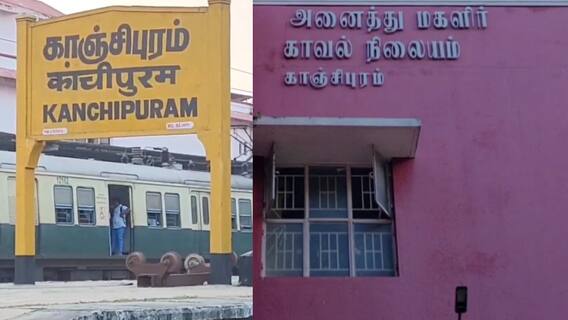 காஞ்சிபுரம்
कांचीपुरम
KANCHIPURAM
அனைத்து மகளிர்
காவல் நிலையம்
காஞ்சிபுரம்